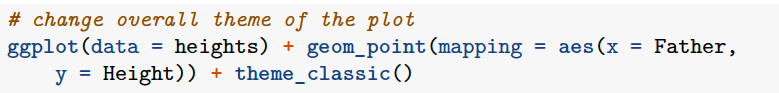 # change overall theme of the plot
ggplot(data = heights) + geom_point(mapping = aes(x = Father,
    y = Height)) + theme_classic()